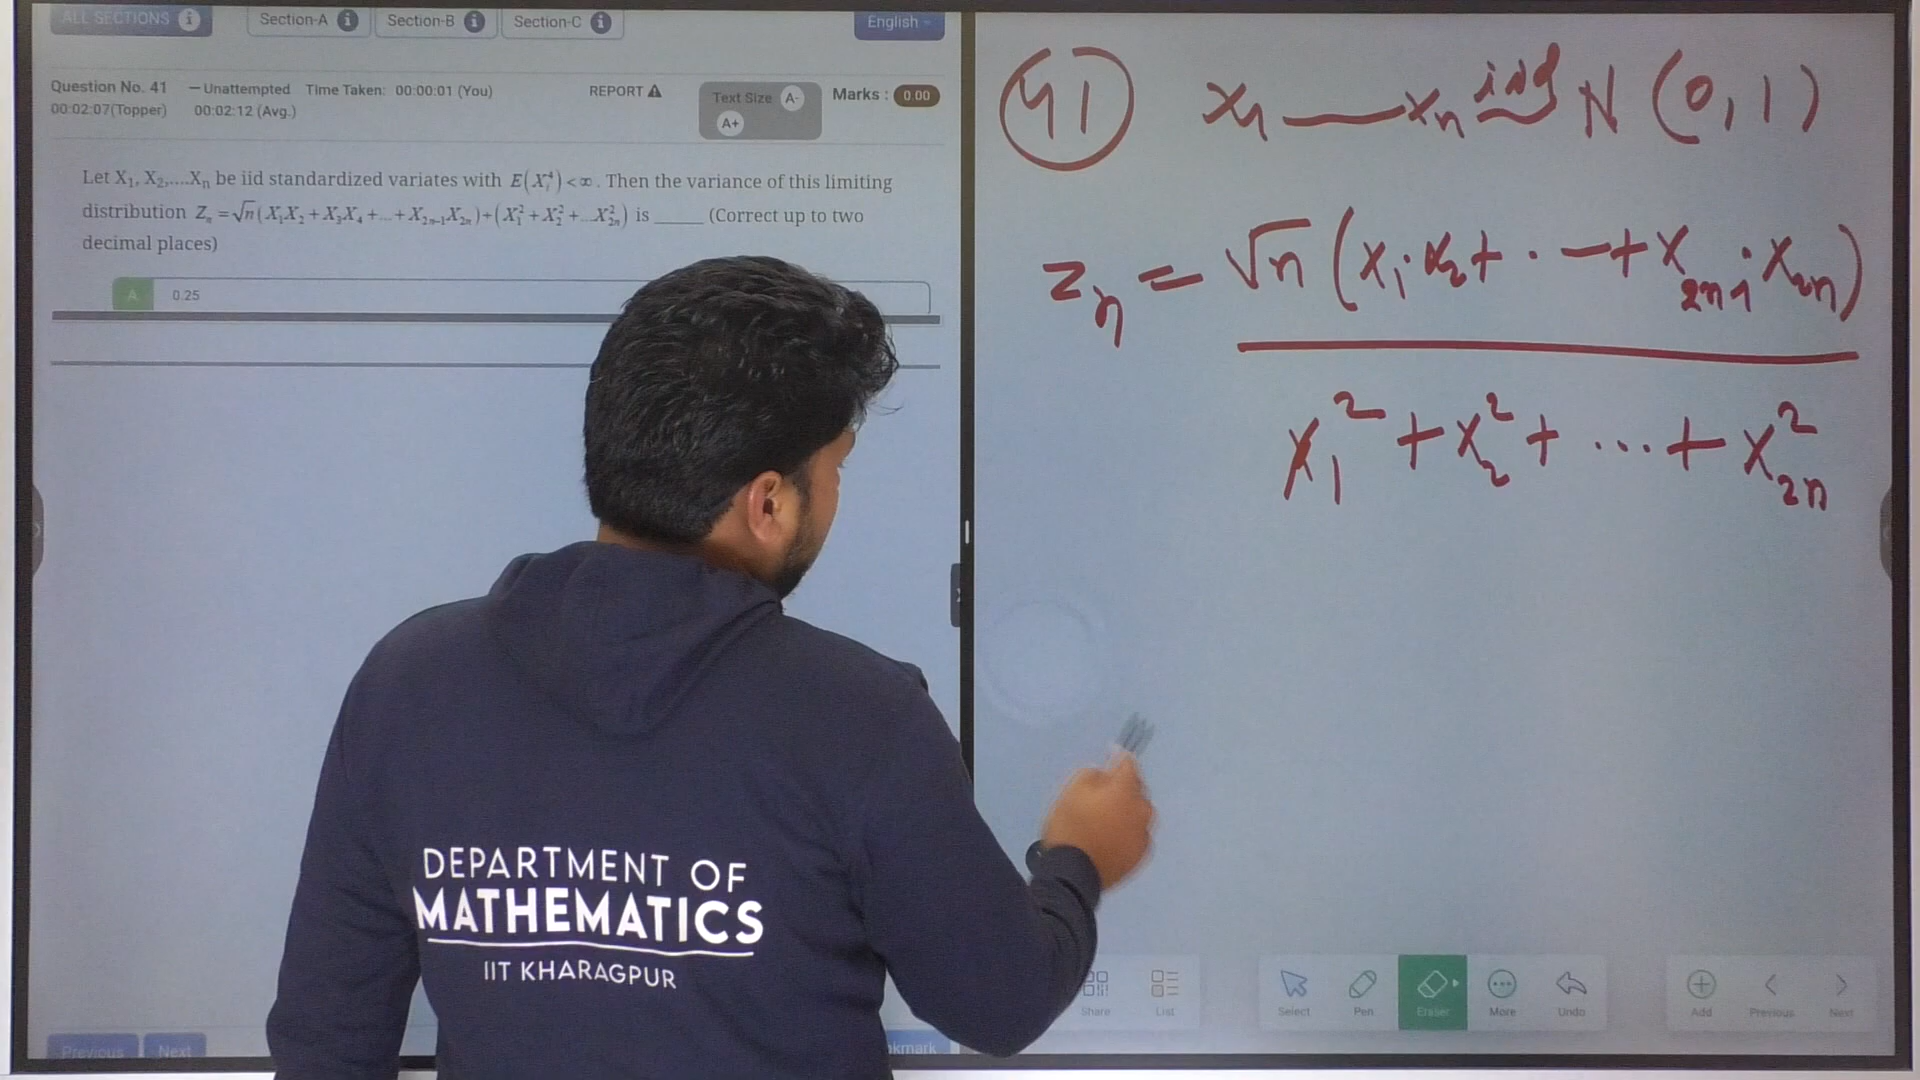 ALL SECTIONS i Section-A i Section-B i Section-C i English
Question No. 41 — Unattempted Time Taken: 00:00:01 (You) REPORT
00:02:07(Topper) 00:02:12 (Avg.)
Text Size A-
A+
Marks : 0.00
Let X₁, X₂,....Xₙ be iid standardized variates with E(Xᵢ⁴) < ∞ . Then the variance of this limiting
distribution Zₙ = √n(X₁X₂ + X₃X₄ + ... + X₂ₙ₋₁X₂ₙ) ÷ (X₁² + X₂² + ...X₂ₙ²) is _____ (Correct up to two
decimal places)
A 0.25
Previous Next
41 x₁ — xₙ iid~ N (0, 1)
zₙ = √n (x₁·x₂ + · — + x₂ₙ₋₁·x₂ₙ)
x₁² + x₂² + ... + x₂ₙ²
DEPARTMENT OF
MATHEMATICS
IIT KHARAGPUR
Share List Select Pen Eraser More Undo Add Previous Next